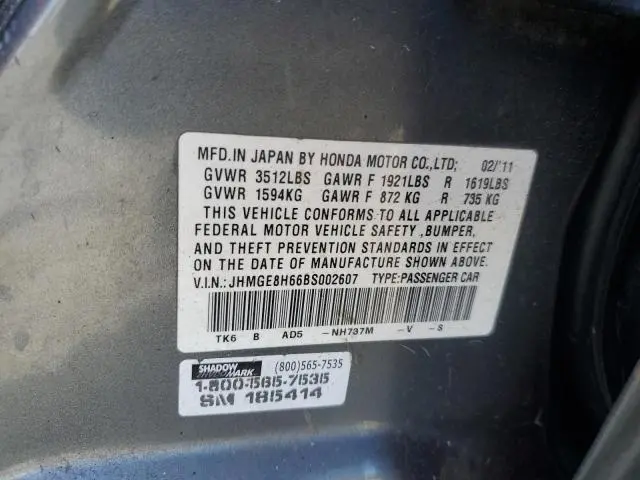 MFD.IN JAPAN BY HONDA MOTOR CO.,LTD; 02/'11
GVWR 3512LBS GAWR F 1921LBS R 1619LBS
GVWR 1594KG GAWR F 872 KG R 735 KG
THIS VEHICLE CONFORMS TO ALL APPLICABLE
FEDERAL MOTOR VEHICLE SAFETY ,BUMPER,
AND THEFT PREVENTION STANDARDS IN EFFECT
ON THE DATE OF MANUFACTURE SHOWN ABOVE.
V.I.N.: JHMGE8H66BS002607 TYPE:PASSENGER CAR
TK6 B AD5 -NH737M -V -S
SHADOW MARK (800)565-7535
1-800-565-7535
SM 185414